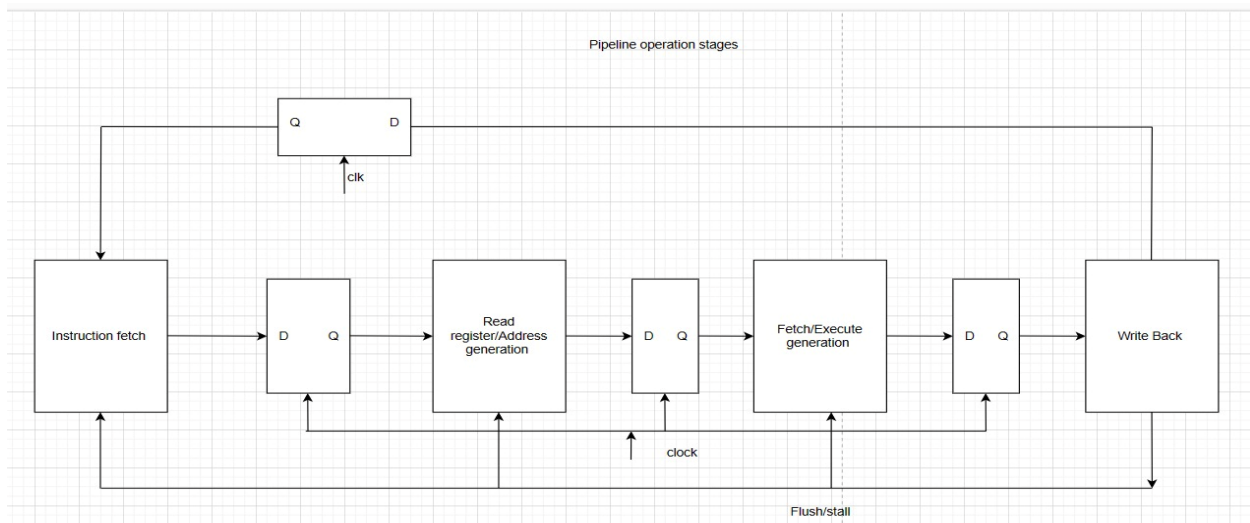 Pipeline operation stages
Q D
clk
Instruction fetch
D Q
Read
register/Address
generation
D Q
Fetch/Execute
generation
D Q
Write Back
clock
Flush/stall